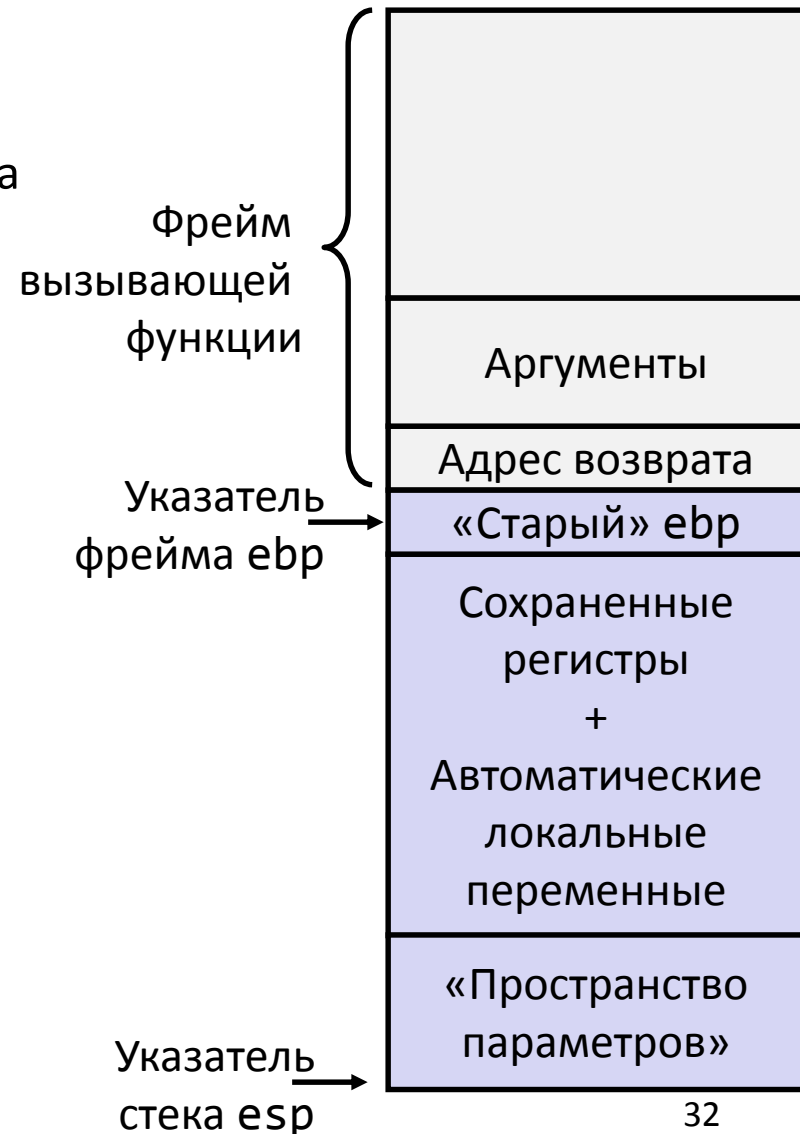 а
Фрейм
вызывающей
функции
Аргументы
Адрес возврата
Указатель
фрейма ebp
«Старый» ebp
Сохраненные
регистры
+
Автоматические
локальные
переменные
«Пространство
параметров»
Указатель
стека esp
32